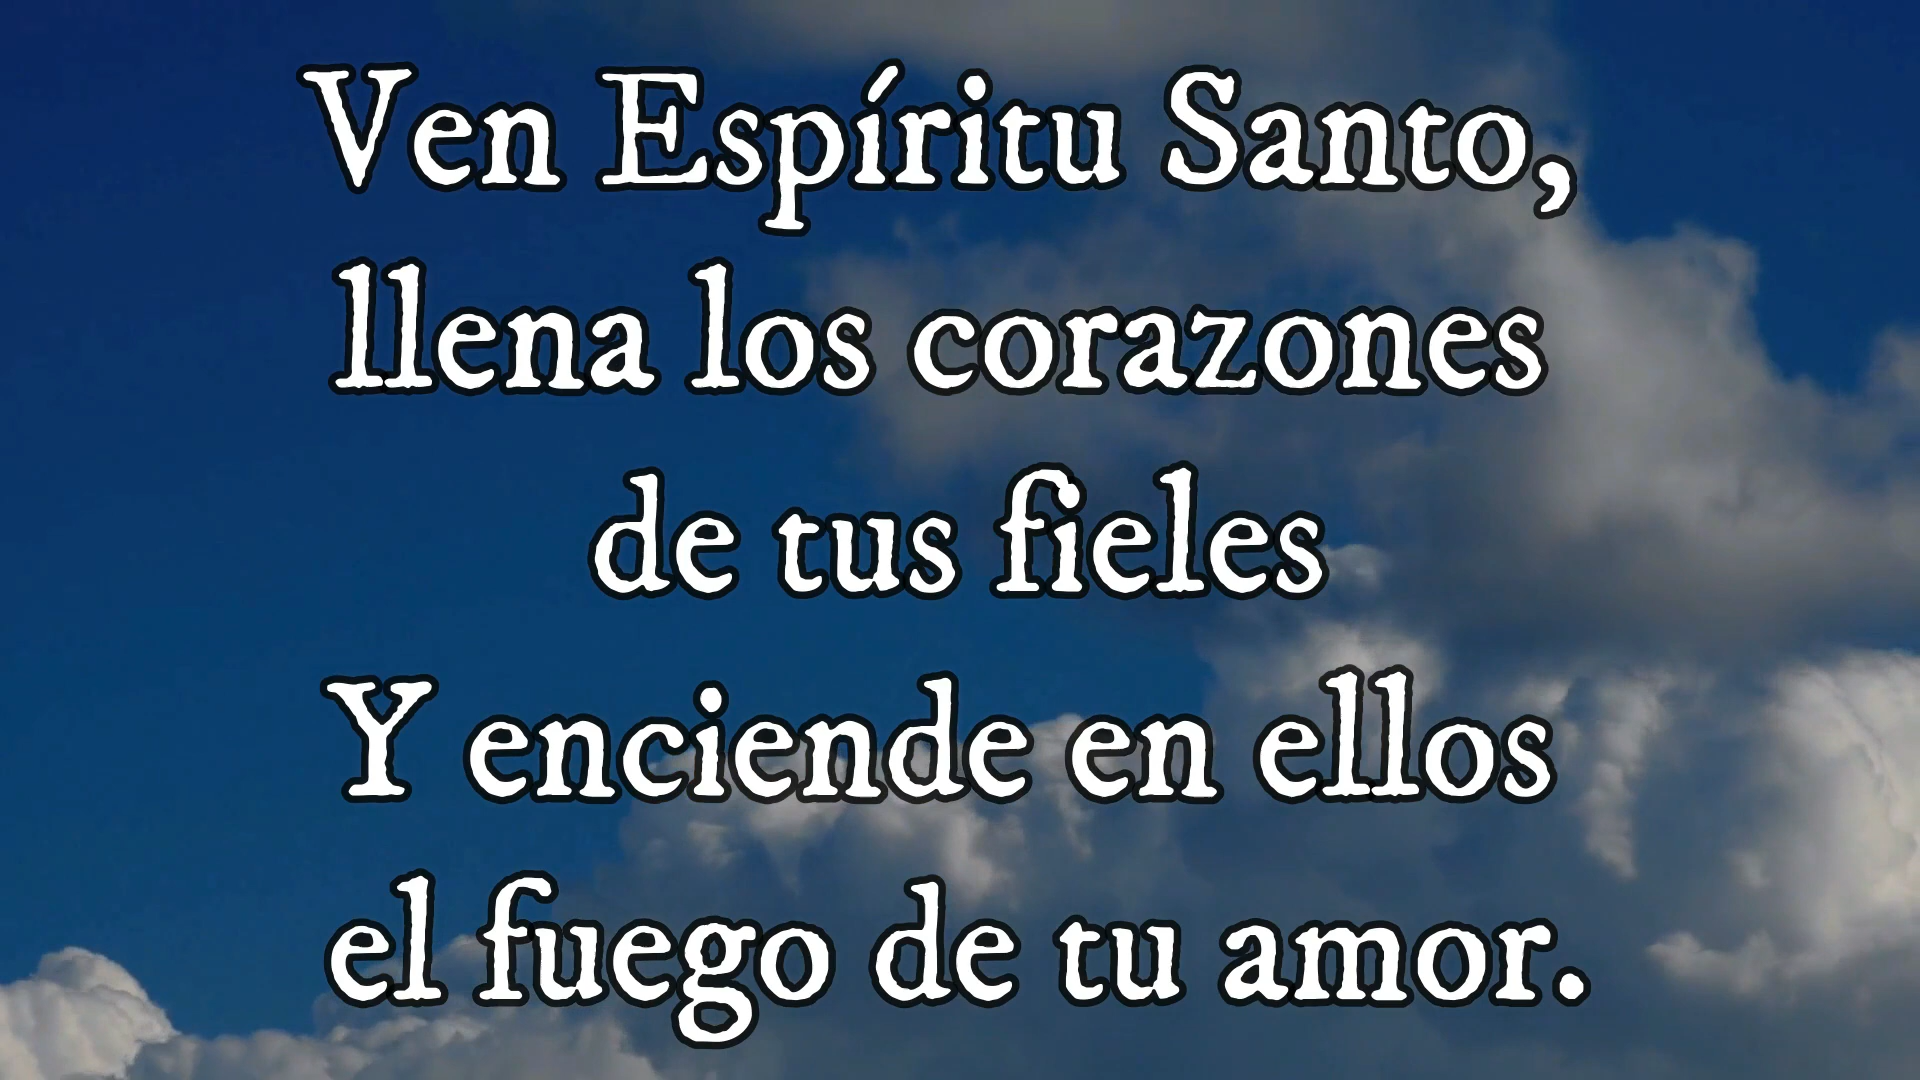 Ven Espíritu Santo,
llena los corazones
de tus fieles
Y enciende en ellos
el fuego de tu amor.